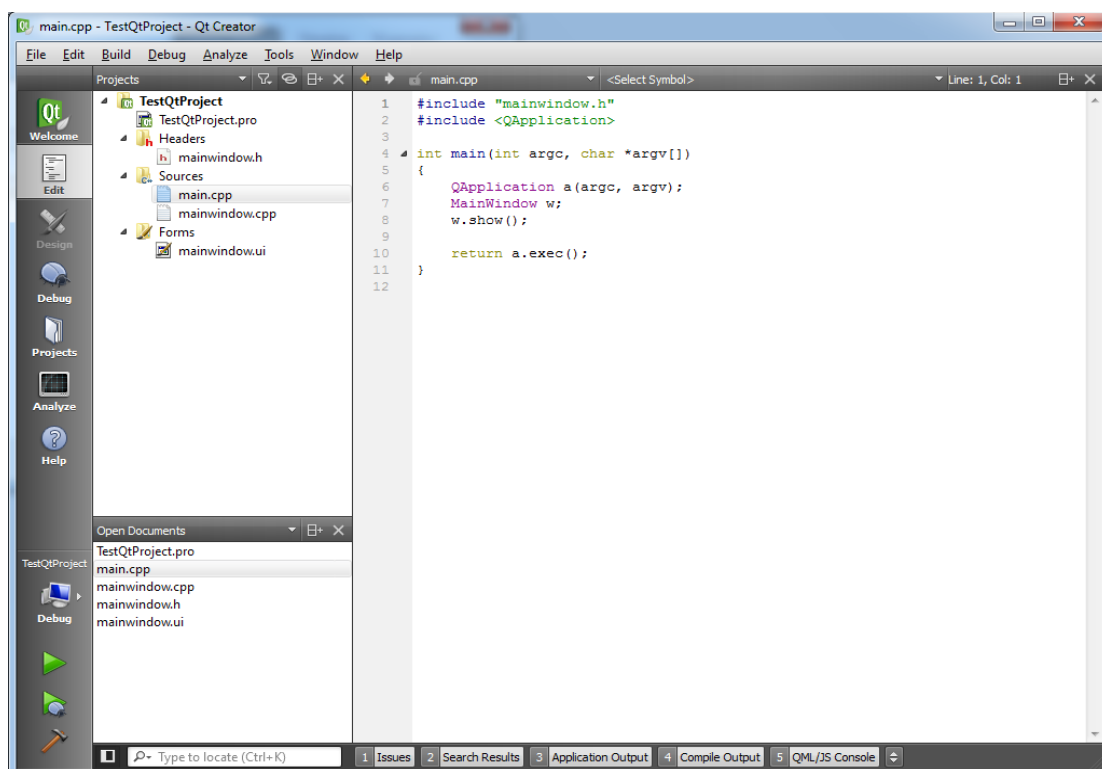 main.cpp - TestQtProject - Qt Creator
File Edit Build Debug Analyze Tools Window Help
Projects
main.cpp
<Select Symbol>
Line: 1, Col: 1
Qt
Welcome
Edit
Design
Debug
Projects
Analyze
Help
TestQtProject
TestQtProject.pro
Headers
mainwindow.h
Sources
main.cpp
mainwindow.cpp
Forms
mainwindow.ui
1 #include "mainwindow.h"
2 #include <QApplication>
3
4 int main(int argc, char *argv[])
5 {
6     QApplication a(argc, argv);
7     MainWindow w;
8     w.show();
9
10     return a.exec();
11 }
12
Open Documents
TestQtProject.pro
main.cpp
mainwindow.cpp
mainwindow.h
mainwindow.ui
TestQtProject
Debug
Type to locate (Ctrl+K)
1 Issues 2 Search Results 3 Application Output 4 Compile Output 5 QML/JS Console